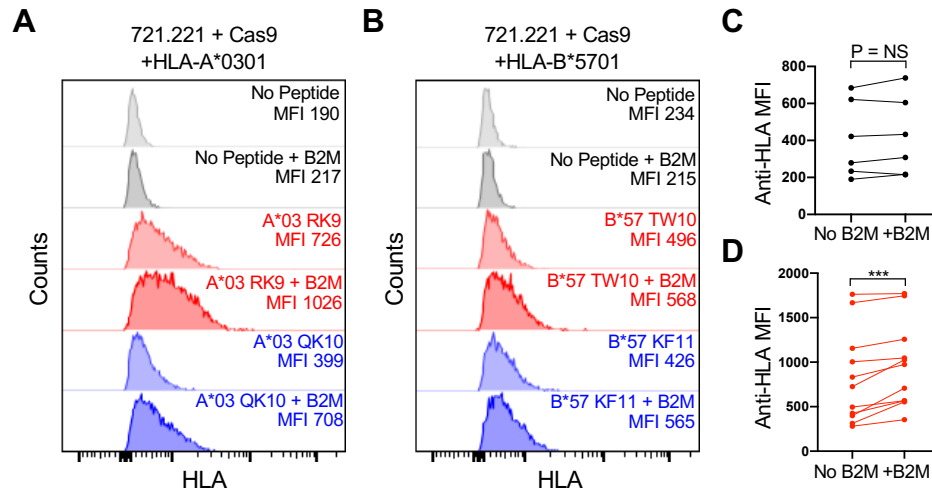 A
721.221 + Cas9
+HLA-A*0301
No Peptide
MFI 190
No Peptide + B2M
MFI 217
A*03 RK9
MFI 726
A*03 RK9 + B2M
MFI 1026
A*03 QK10
MFI 399
A*03 QK10 + B2M
MFI 708
Counts
HLA
B
721.221 + Cas9
+HLA-B*5701
No Peptide
MFI 234
No Peptide + B2M
MFI 215
B*57 TW10
MFI 496
B*57 TW10 + B2M
MFI 568
B*57 KF11
MFI 426
B*57 KF11 + B2M
MFI 565
Counts
HLA
C
P = NS
800
600
400
200
0
Anti-HLA MFI
No B2M +B2M
D
***
2000
1500
1000
500
0
Anti-HLA MFI
No B2M +B2M